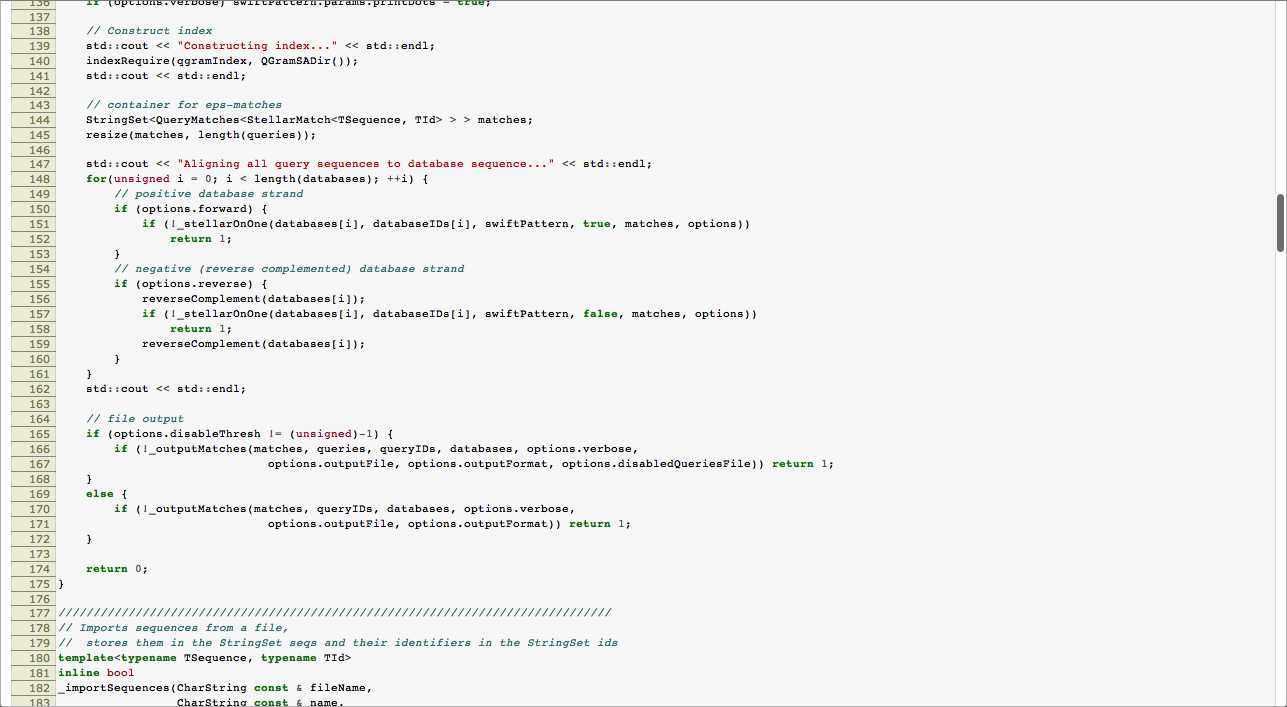 136     if (options.verbose) swiftPattern.params.printDots = true;
137
138     // Construct index
139     std::cout << "Constructing index..." << std::endl;
140     indexRequire(qgramIndex, QGramSADir());
141     std::cout << std::endl;
142
143     // container for eps-matches
144     StringSet<QueryMatches<StellarMatch<TSequence, TId> > > matches;
145     resize(matches, length(queries));
146
147     std::cout << "Aligning all query sequences to database sequence..." << std::endl;
148     for(unsigned i = 0; i < length(databases); ++i) {
149         // positive database strand
150         if (options.forward) {
151             if (!_stellarOnOne(databases[i], databaseIDs[i], swiftPattern, true, matches, options))
152                 return 1;
153         }
154         // negative (reverse complemented) database strand
155         if (options.reverse) {
156             reverseComplement(databases[i]);
157             if (!_stellarOnOne(databases[i], databaseIDs[i], swiftPattern, false, matches, options))
158                 return 1;
159             reverseComplement(databases[i]);
160         }
161     }
162     std::cout << std::endl;
163
164     // file output
165     if (options.disableThresh != (unsigned)-1) {
166         if (!_outputMatches(matches, queries, queryIDs, databases, options.verbose,
167                               options.outputFile, options.outputFormat, options.disabledQueriesFile)) return 1;
168     }
169     else {
170         if (!_outputMatches(matches, queryIDs, databases, options.verbose,
171                               options.outputFile, options.outputFormat)) return 1;
172     }
173
174     return 0;
175 }
176
177 ///////////////////////////////////////////////////////////////////////////////
178 // Imports sequences from a file,
179 //  stores them in the StringSet seqs and their identifiers in the StringSet ids
180 template<typename TSequence, typename TId>
181 inline bool
182 _importSequences(CharString const & fileName,
183                  CharString const & name,